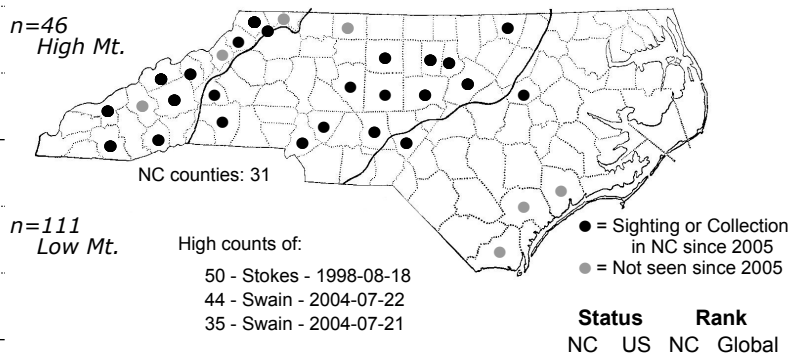 n=46
High Mt.
NC counties: 31
n=111
Low Mt.
High counts of:
50 - Stokes - 1998-08-18
44 - Swain - 2004-07-22
35 - Swain - 2004-07-21
● = Sighting or Collection
in NC since 2005
● = Not seen since 2005
Status Rank
NC US NC Global